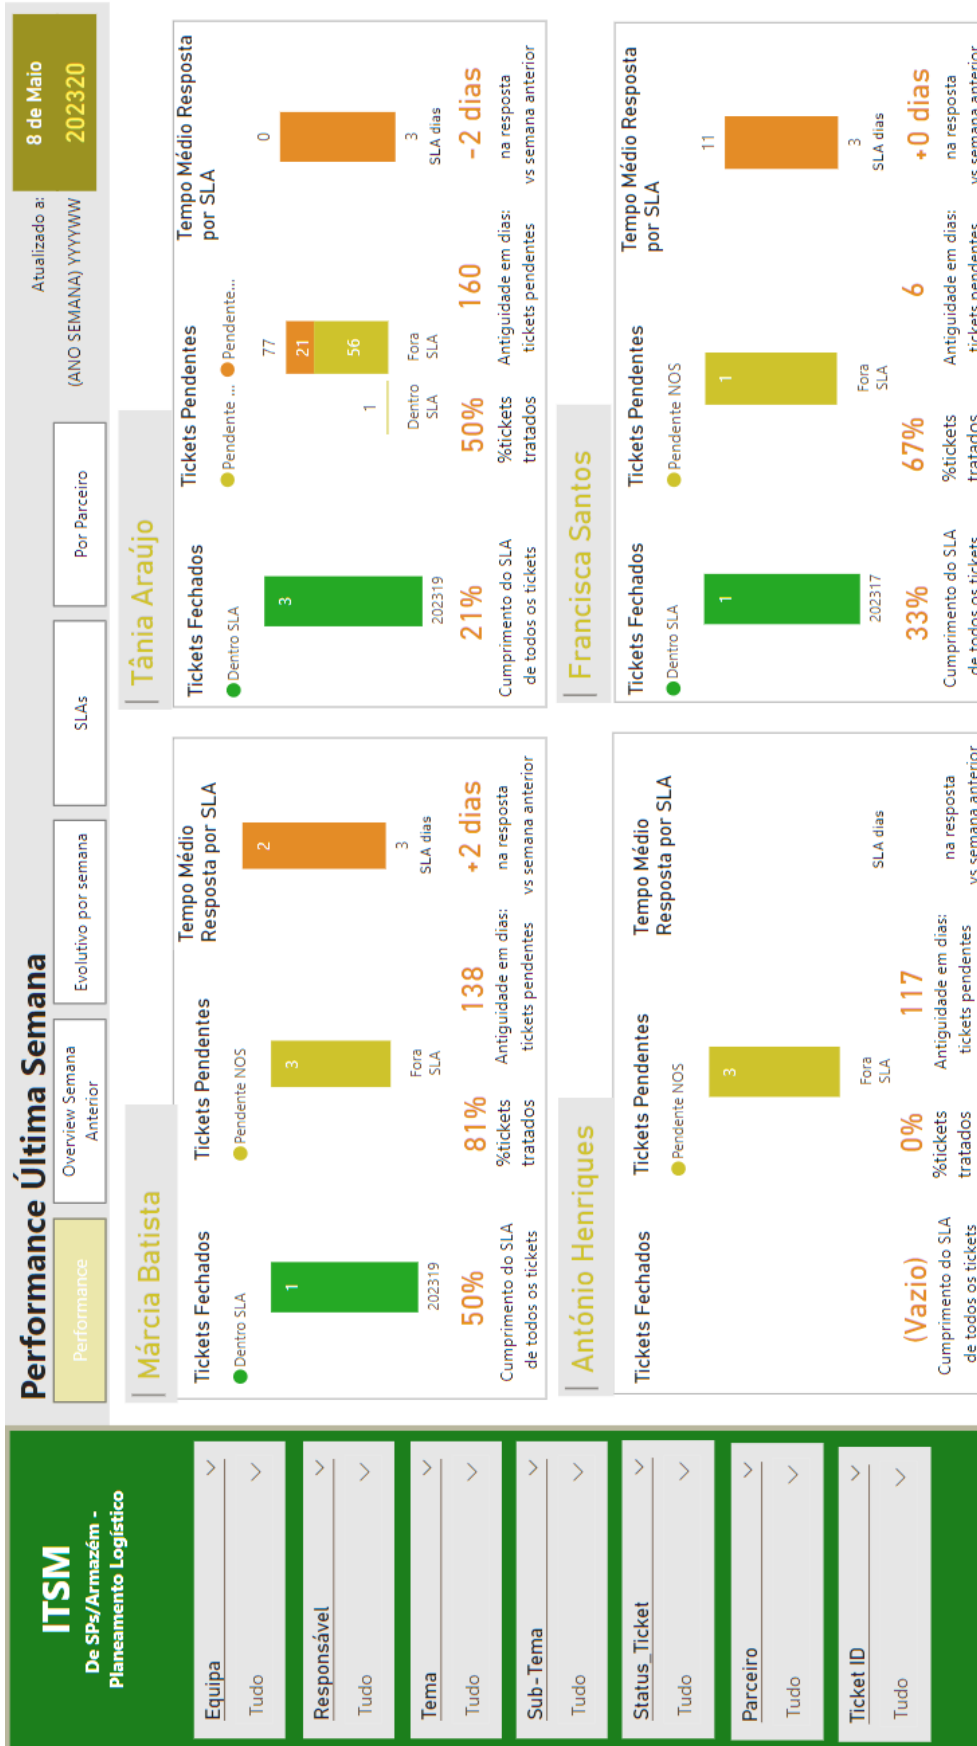 ITSM
De SPs/Armazém -
Planeamento Logístico
Equipa
Tudo
Responsável
Tudo
Tema
Tudo
Sub-Tema
Tudo
Status_Ticket
Tudo
Parceiro
Tudo
Ticket ID
Tudo
Performance Última Semana
Atualizado a:
8 de Maio
(ANO SEMANA) YYYYWW
202320
Performance
Overview Semana
Anterior
Evolutivo por semana
SLAs
Por Parceiro
Márcia Batista
Tickets Fechados
Dentro SLA
1
202319
50%
Cumprimento do SLA
de todos os tickets
Tickets Pendentes
Pendente NOS
3
Fora
SLA
81%
%tickets
tratados
138
Antiguidade em dias:
tickets pendentes
Tempo Médio
Resposta por SLA
2
3
SLA dias
+2 dias
na resposta
vs semana anterior
Tânia Araújo
Tickets Fechados
Dentro SLA
3
202319
21%
Cumprimento do SLA
de todos os tickets
Tickets Pendentes
Pendente ...
Pendente...
77
21
56
1
Dentro
SLA
Fora
SLA
50%
%tickets
tratados
160
Antiguidade em dias:
tickets pendentes
Tempo Médio Resposta
por SLA
0
3
SLA dias
-2 dias
na resposta
vs semana anterior
António Henriques
Tickets Fechados
(Vazio)
Cumprimento do SLA
de todos os tickets
Tickets Pendentes
Pendente NOS
3
Fora
SLA
0%
%tickets
tratados
117
Antiguidade em dias:
tickets pendentes
Tempo Médio
Resposta por SLA
SLA dias
na resposta
vs semana anterior
Francisca Santos
Tickets Fechados
Dentro SLA
1
202317
33%
Cumprimento do SLA
de todos os tickets
Tickets Pendentes
Pendente NOS
1
Fora
SLA
67%
%tickets
tratados
6
Antiguidade em dias:
tickets pendentes
Tempo Médio Resposta
por SLA
11
3
SLA dias
+0 dias
na resposta
vs semana anterior